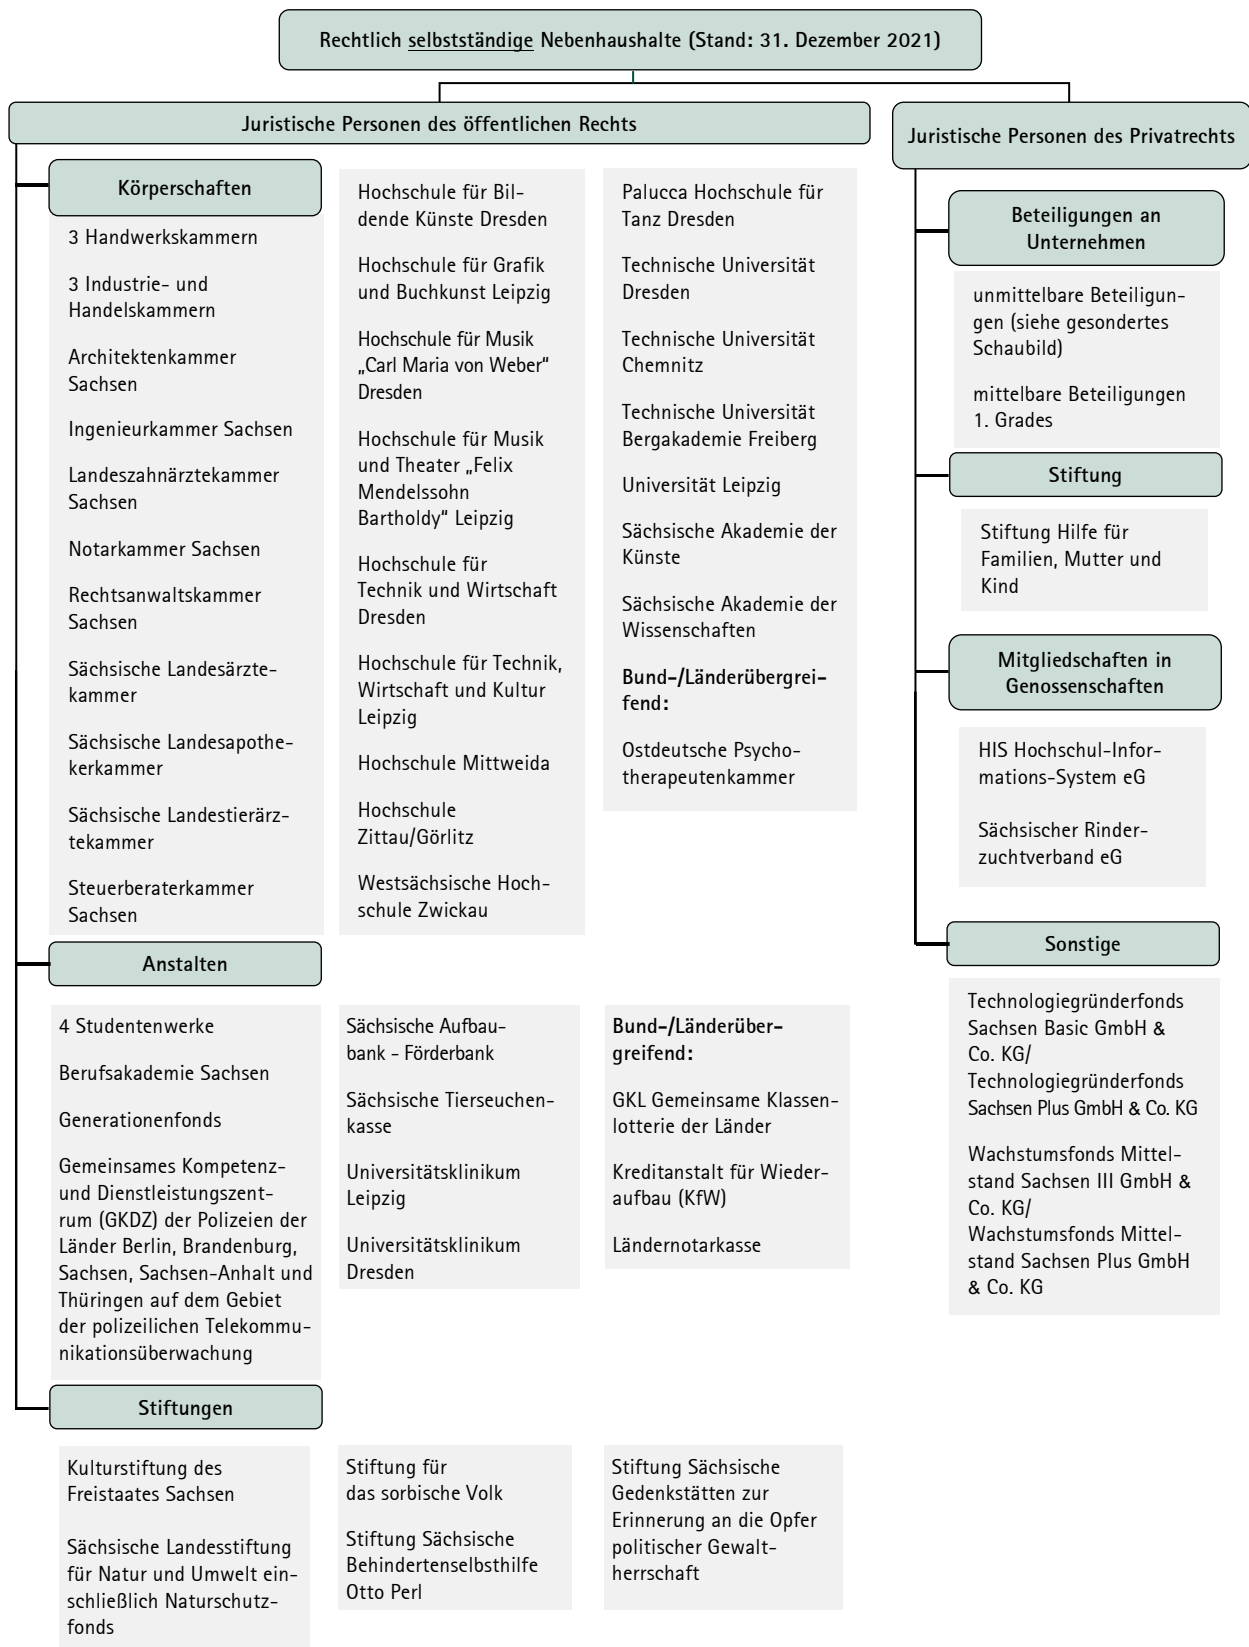 Rechtlich selbstständige Nebenhaushalte (Stand: 31. Dezember 2021)
Juristische Personen des öffentlichen Rechts
Körperschaften
3 Handwerkskammern
3 Industrie- und
Handelskammern
Architektenkammer
Sachsen
Ingenieurkammer Sachsen
Landeszahnärztekammer
Sachsen
Notarkammer Sachsen
Rechtsanwaltskammer
Sachsen
Sächsische Landesärzte-
kammer
Sächsische Landesapothe-
kerkammer
Sächsische Landestierärz-
tekammer
Steuerberaterkammer
Sachsen
Hochschule für Bil-
dende Künste Dresden
Hochschule für Grafik
und Buchkunst Leipzig
Hochschule für Musik
„Carl Maria von Weber“
Dresden
Hochschule für Musik
und Theater „Felix
Mendelssohn
Bartholdy“ Leipzig
Hochschule für
Technik und Wirtschaft
Dresden
Hochschule für Technik,
Wirtschaft und Kultur
Leipzig
Hochschule Mittweida
Hochschule
Zittau/Görlitz
Westsächsische Hoch-
schule Zwickau
Palucca Hochschule für
Tanz Dresden
Technische Universität
Dresden
Technische Universität
Chemnitz
Technische Universität
Bergakademie Freiberg
Universität Leipzig
Sächsische Akademie der
Künste
Sächsische Akademie der
Wissenschaften
Bund-/Länderübergrei-
fend:
Ostdeutsche Psycho-
therapeutenkammer
Anstalten
4 Studentenwerke
Berufsakademie Sachsen
Generationenfonds
Gemeinsames Kompetenz-
und Dienstleistungszent-
rum (GKDZ) der Polizeien der
Länder Berlin, Brandenburg,
Sachsen, Sachsen-Anhalt und
Thüringen auf dem Gebiet
der polizeilichen Telekommu-
nikationsüberwachung
Sächsische Aufbau-
bank - Förderbank
Sächsische Tierseuchen-
kasse
Universitätsklinikum
Leipzig
Universitätsklinikum
Dresden
Bund-/Länderüber-
greifend:
GKL Gemeinsame Klassen-
lotterie der Länder
Kreditanstalt für Wieder-
aufbau (KfW)
Ländernotarkasse
Stiftungen
Kulturstiftung des
Freistaates Sachsen
Sächsische Landesstiftung
für Natur und Umwelt ein-
schließlich Naturschutz-
fonds
Stiftung für
das sorbische Volk
Stiftung Sächsische
Behindertenselbsthilfe
Otto Perl
Stiftung Sächsische
Gedenkstätten zur
Erinnerung an die Opfer
politischer Gewalt-
herrschaft
Juristische Personen des Privatrechts
Beteiligungen an
Unternehmen
unmittelbare Beteiligun-
gen (siehe gesondertes
Schaubild)
mittelbare Beteiligungen
1. Grades
Stiftung
Stiftung Hilfe für
Familien, Mutter und
Kind
Mitgliedschaften in
Genossenschaften
HIS Hochschul-Infor-
mations-System eG
Sächsischer Rinder-
zuchtverband eG
Sonstige
Technologiegründerfonds
Sachsen Basic GmbH &
Co. KG/
Technologiegründerfonds
Sachsen Plus GmbH & Co. KG
Wachstumsfonds Mittel-
stand Sachsen III GmbH &
Co. KG/
Wachstumsfonds Mittel-
stand Sachsen Plus GmbH
& Co. KG